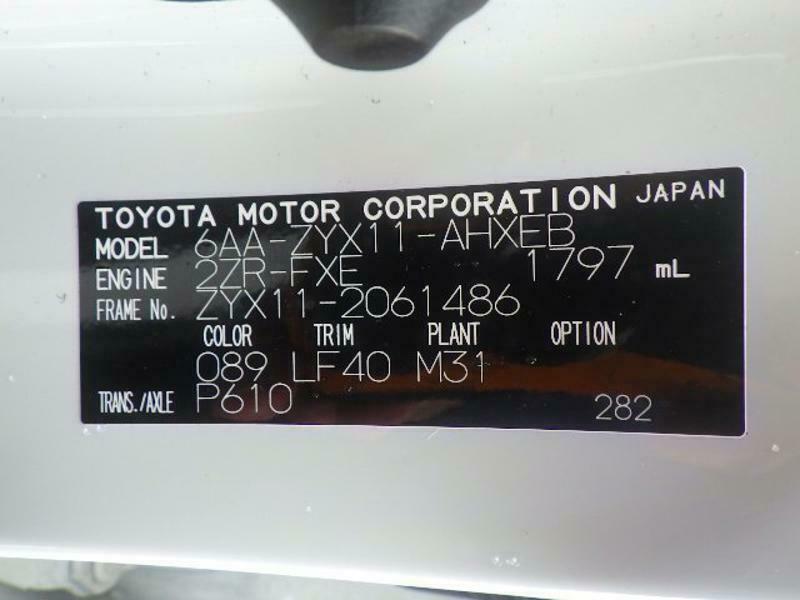 TOYOTA MOTOR CORPORATION JAPAN
MODEL 6AA-ZYX11-AHXEB
ENGINE 2ZR-FXE 1797 mL
FRAME No. ZYX11-2061486
COLOR TRIM PLANT OPTION
089 LF40 M31
TRANS./AXLE P610 282